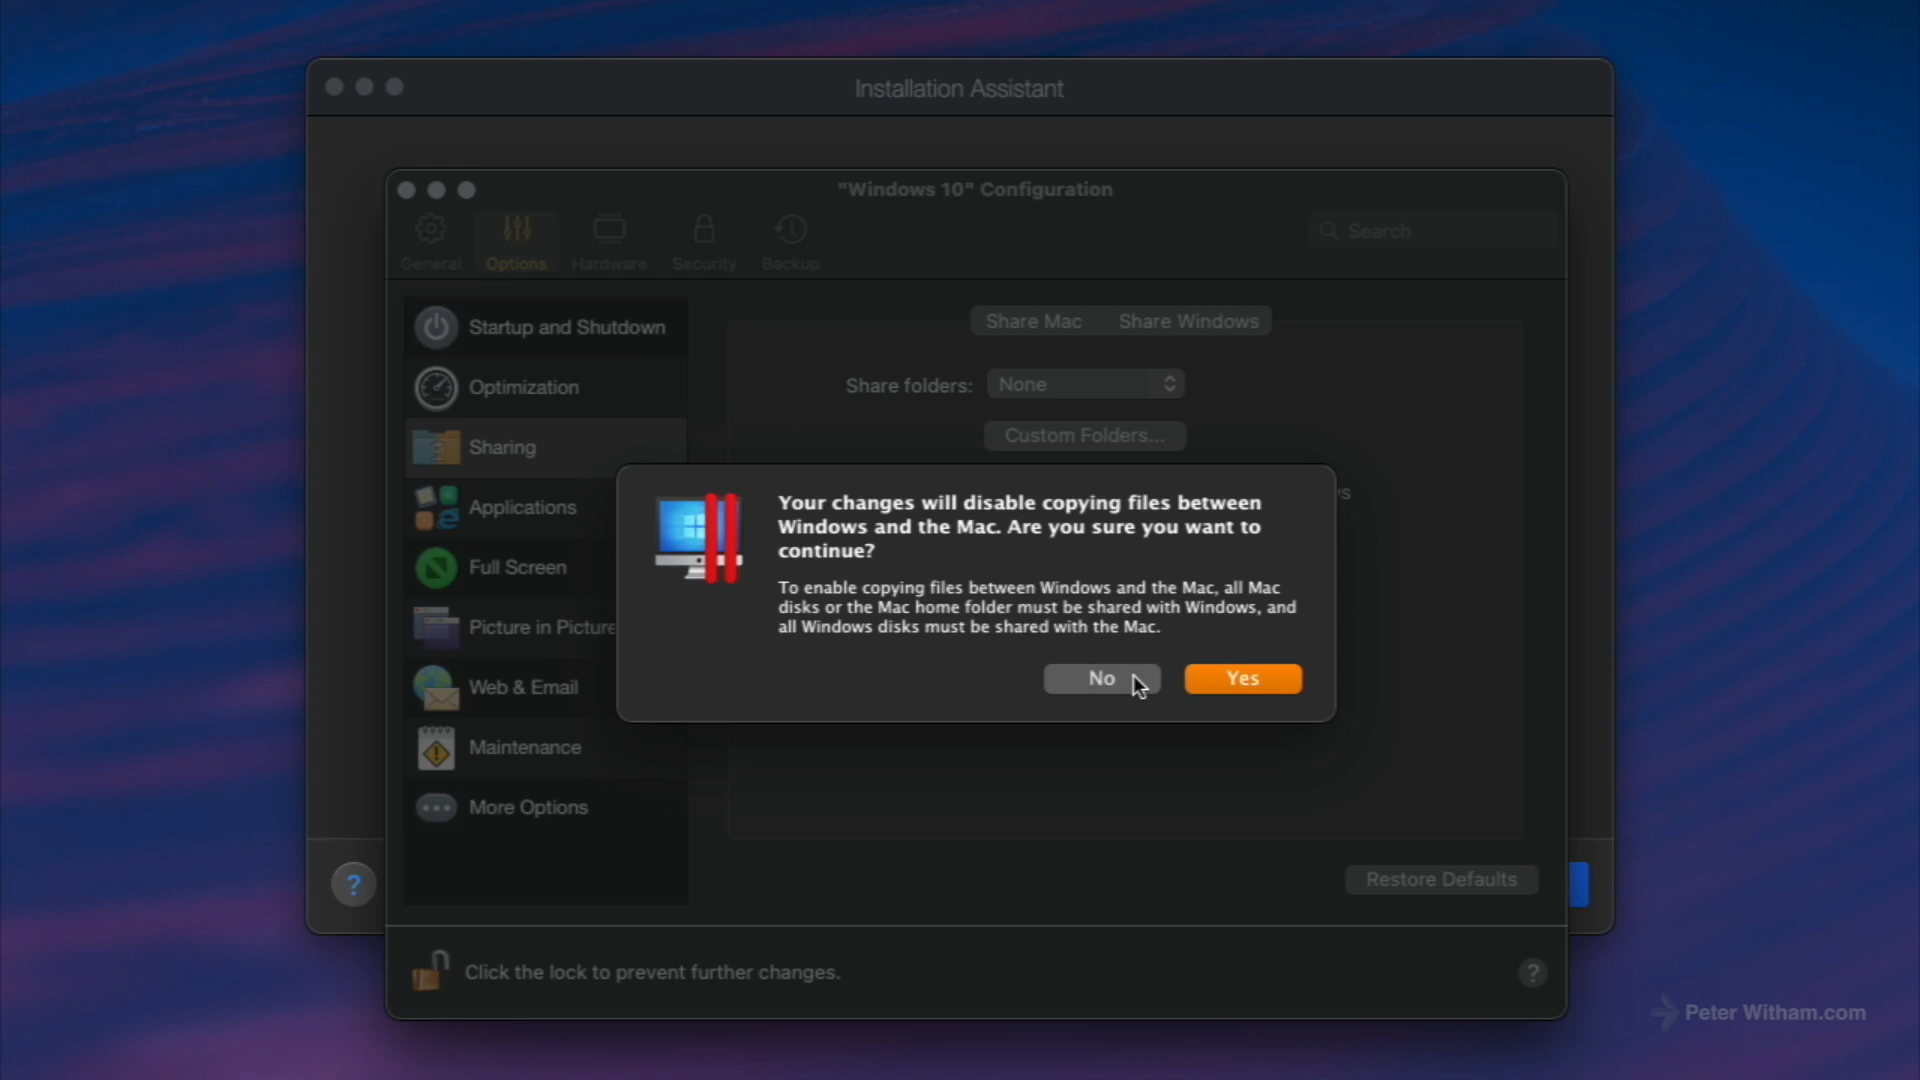 Installation Assistant
"Windows 10" Configuration
General
Options
Hardware
Security
Backup
Search
Startup and Shutdown
Optimization
Sharing
Applications
Full Screen
Picture in Picture
Web & Email
Maintenance
More Options
Share Mac
Share Windows
Share folders:
None
Custom Folders...
Your changes will disable copying files between
Windows and the Mac. Are you sure you want to
continue?
To enable copying files between Windows and the Mac, all Mac
disks or the Mac home folder must be shared with Windows, and
all Windows disks must be shared with the Mac.
No
Yes
Restore Defaults
?
Click the lock to prevent further changes.
?
Peter Witham.com